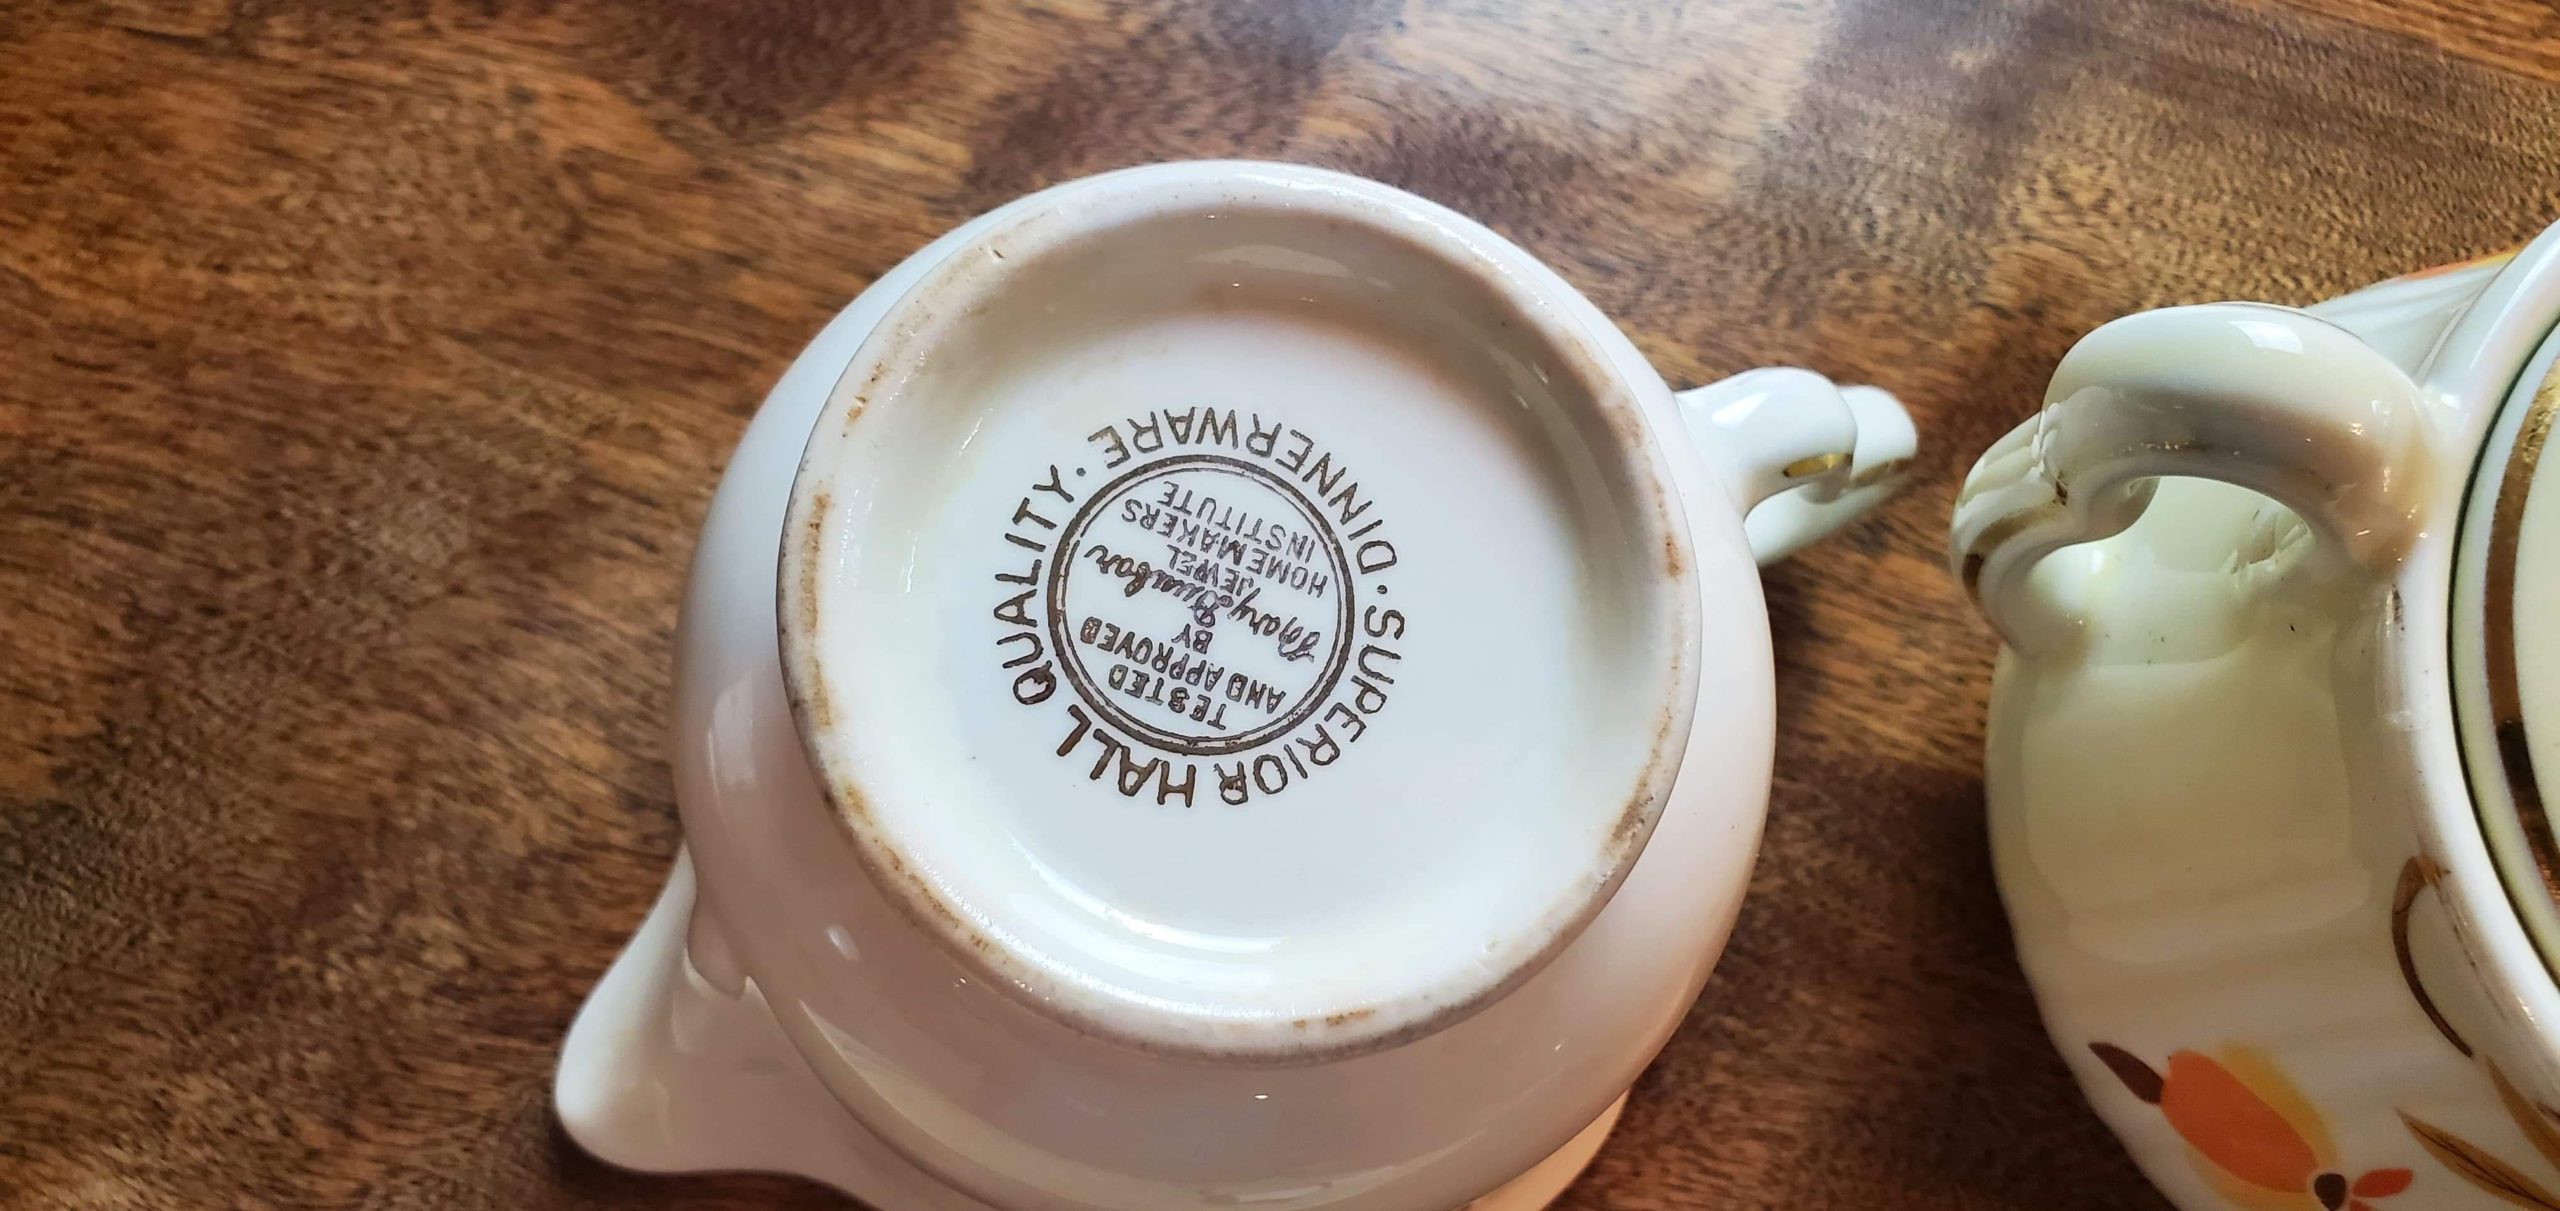 SUPERIOR HALL QUALITY · DINNERWARE ·
TESTED
AND APPROVED
BY
Mary Dunbar
JEWEL
HOMEMAKERS
INSTITUTE